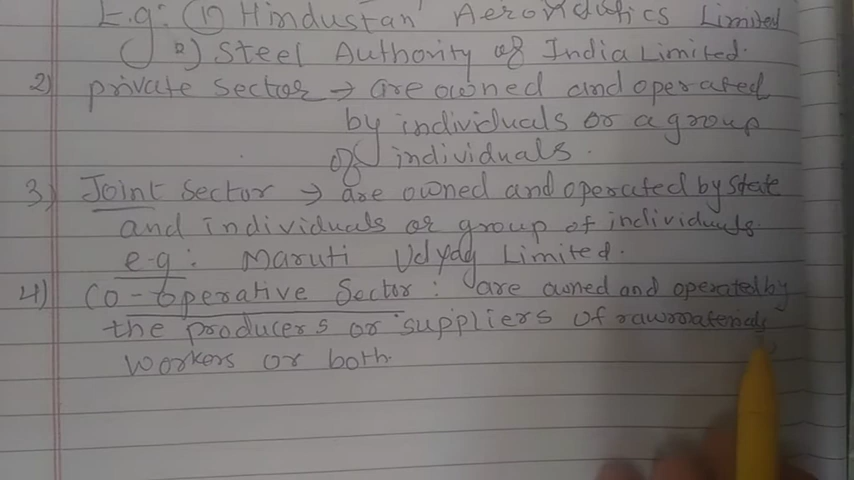 E.g: (1) Hindustan Aeronautics Limited
2) Steel Authority of India Limited.
2) private sector → are owned and operated
by individuals or a group
of individuals.
3) Joint sector → are owned and operated by state
and individuals or group of individuals.
e.g: Maruti Udyog Limited.
4) Co-operative Sector: are owned and operated by
the producers or suppliers of raw materials
workers or both.